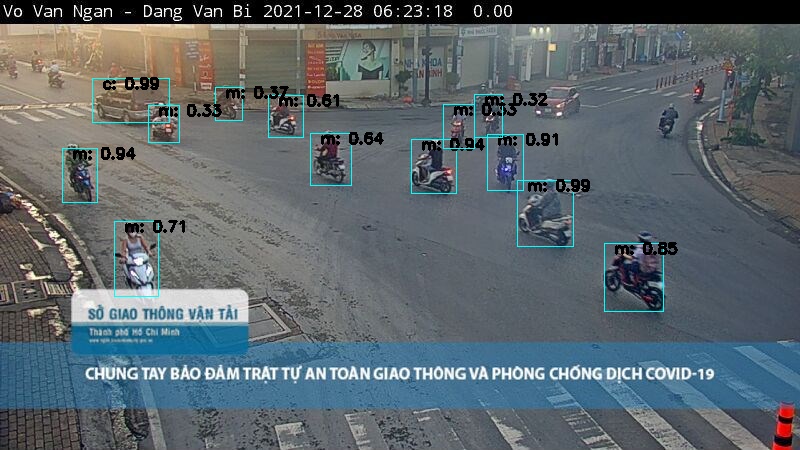 Vo Van Ngan - Dang Van Bi 2021-12-28 06:23:18 0.00
c: 0.99
m: 0.37
m: 0.61
m: 0.33
m: 0.32
m: 0.64
m: 0.91
m: 0.94
m: 0.94
m: 0.99
m: 0.71
m: 0.85
SỞ GIAO THÔNG VẬN TẢI
Thành phố Hồ Chí Minh
CHUNG TAY BẢO ĐẢM TRẬT TỰ AN TOÀN GIAO THÔNG VÀ PHÒNG CHỐNG DỊCH COVID-19